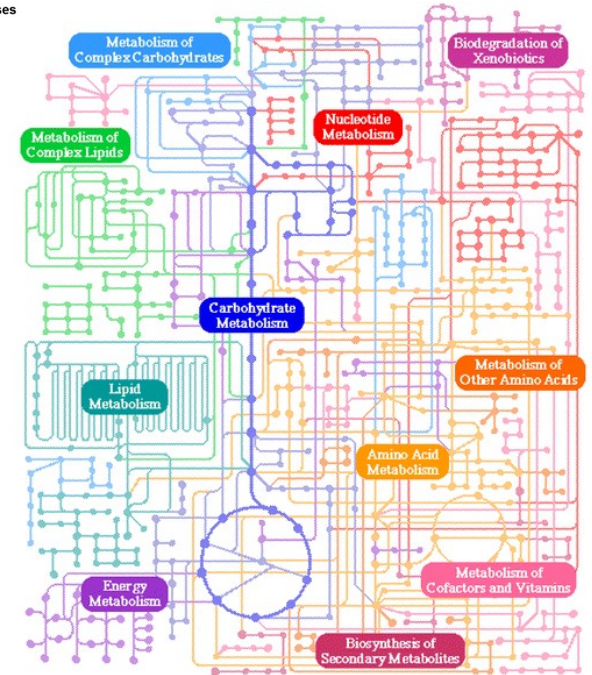 ses
Metabolism of
Complex Carbohydrates
Biodegradation of
Xenobiotics
Nucleotide
Metabolism
Metabolism of
Complex Lipids
Carbohydrate
Metabolism
Metabolism of
Other Amino Acids
Lipid
Metabolism
Amino Acid
Metabolism
Metabolism of
Cofactors and Vitamins
Energy
Metabolism
Biosynthesis of
Secondary Metabolites